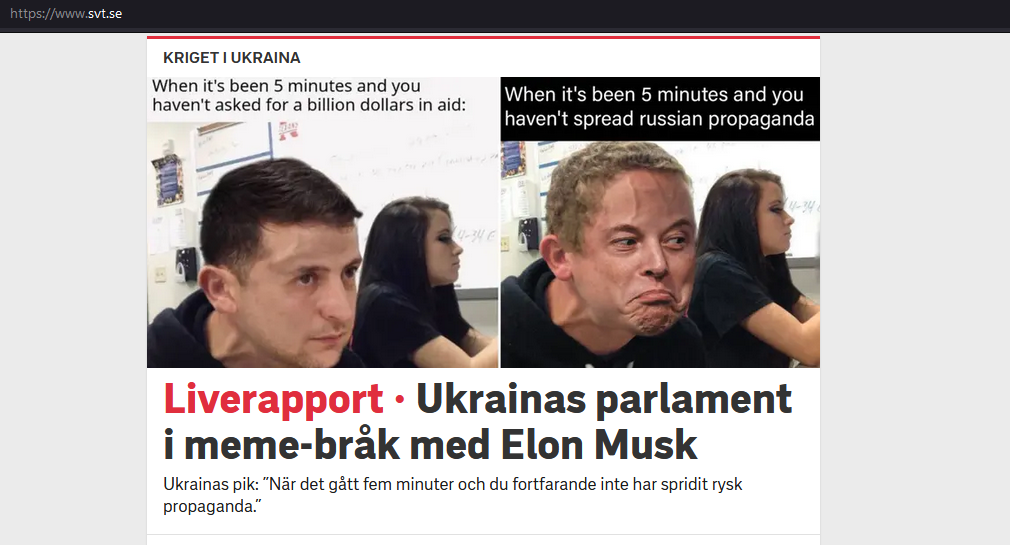 https://www.svt.se
KRIGET I UKRAINA
When it's been 5 minutes and you
haven't asked for a billion dollars in aid:
When it's been 5 minutes and you
haven't spread russian propaganda
Liverapport · Ukrainas parlament
i meme-bråk med Elon Musk
Ukrainas pik: ”När det gått fem minuter och du fortfarande inte har spridit rysk
propaganda.”